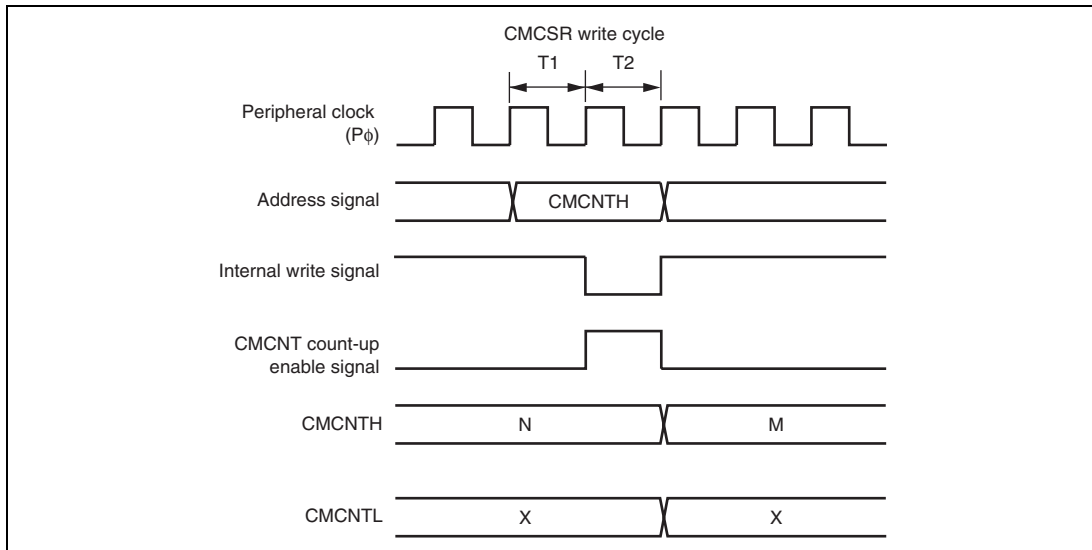 CMCSR write cycle
T1 T2
Peripheral clock
(Pϕ)
Address signal CMCNTH
Internal write signal
CMCNT count-up
enable signal
CMCNTH N M
CMCNTL X X